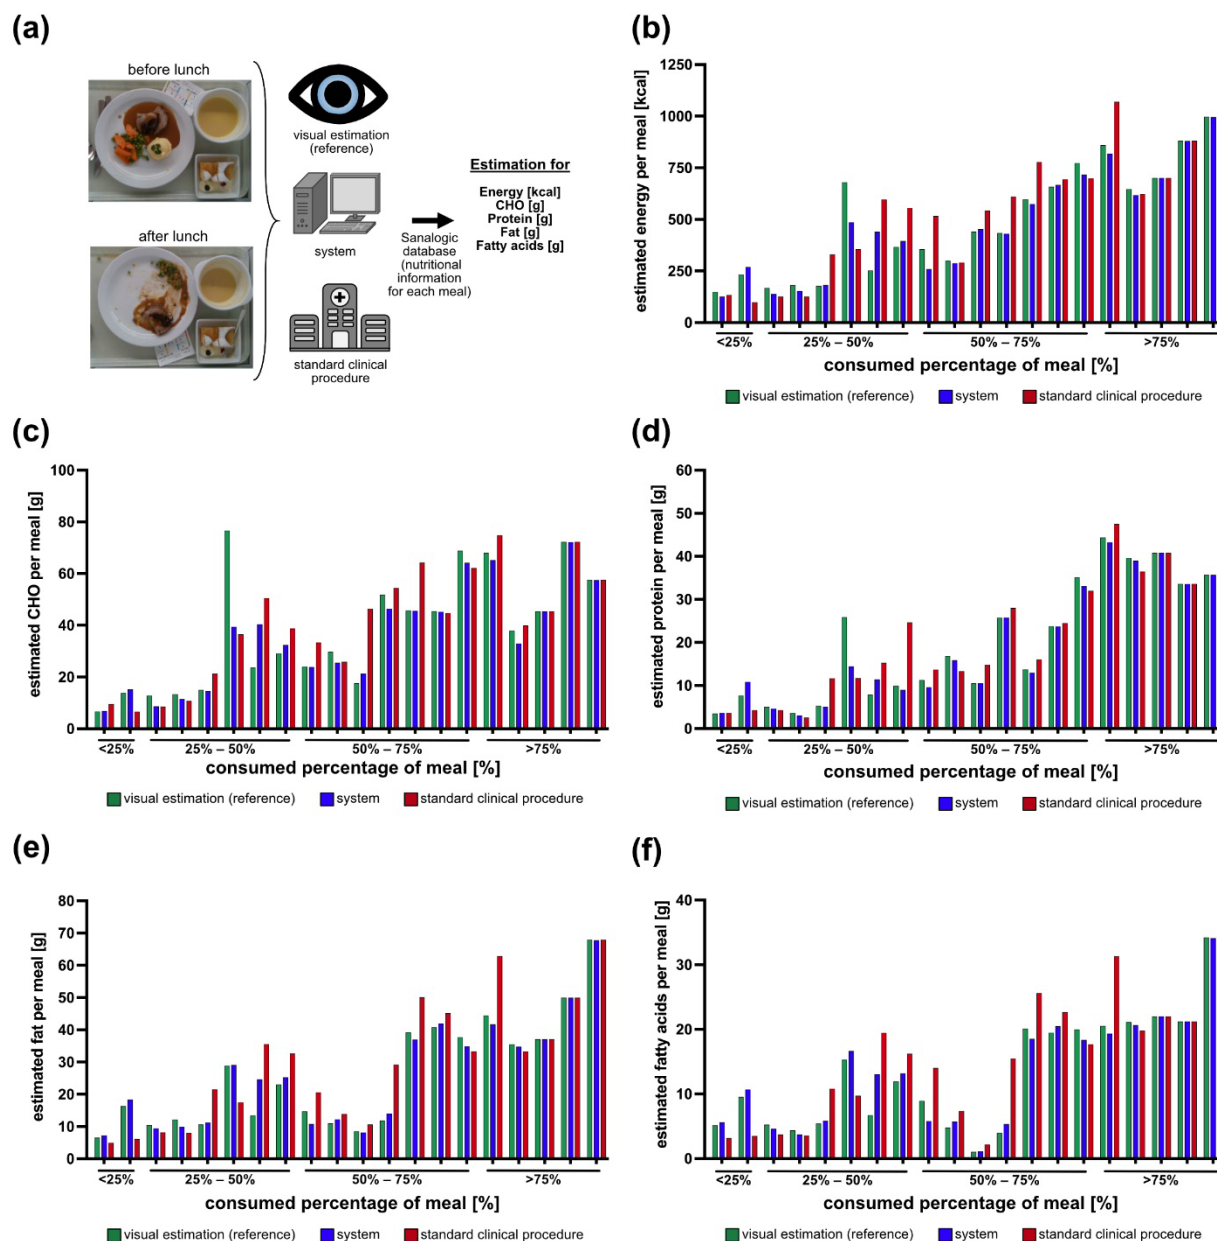 (a)
before lunch
after lunch
visual estimation
(reference)
system
standard clinical
procedure
Sanalogic
database
(nutritional
information
for each meal)
Estimation for
Energy [kcal]
CHO [g]
Protein [g]
Fat [g]
Fatty acids [g]
(b)
estimated energy per meal [kcal]
1250
1000
750
500
250
0
<25%
25% – 50%
50% – 75%
>75%
consumed percentage of meal [%]
visual estimation (reference)
system
standard clinical procedure
(c)
estimated CHO per meal [g]
100
80
60
40
20
0
<25%
25% – 50%
50% – 75%
>75%
consumed percentage of meal [%]
visual estimation (reference)
system
standard clinical procedure
(d)
estimated protein per meal [g]
60
50
40
30
20
10
0
<25%
25% – 50%
50% – 75%
>75%
consumed percentage of meal [%]
visual estimation (reference)
system
standard clinical procedure
(e)
estimated fat per meal [g]
80
70
60
50
40
30
20
10
0
<25%
25% – 50%
50% – 75%
>75%
consumed percentage of meal [%]
visual estimation (reference)
system
standard clinical procedure
(f)
estimated fatty acids per meal [g]
40
30
20
10
0
<25%
25% – 50%
50% – 75%
>75%
consumed percentage of meal [%]
visual estimation (reference)
system
standard clinical procedure